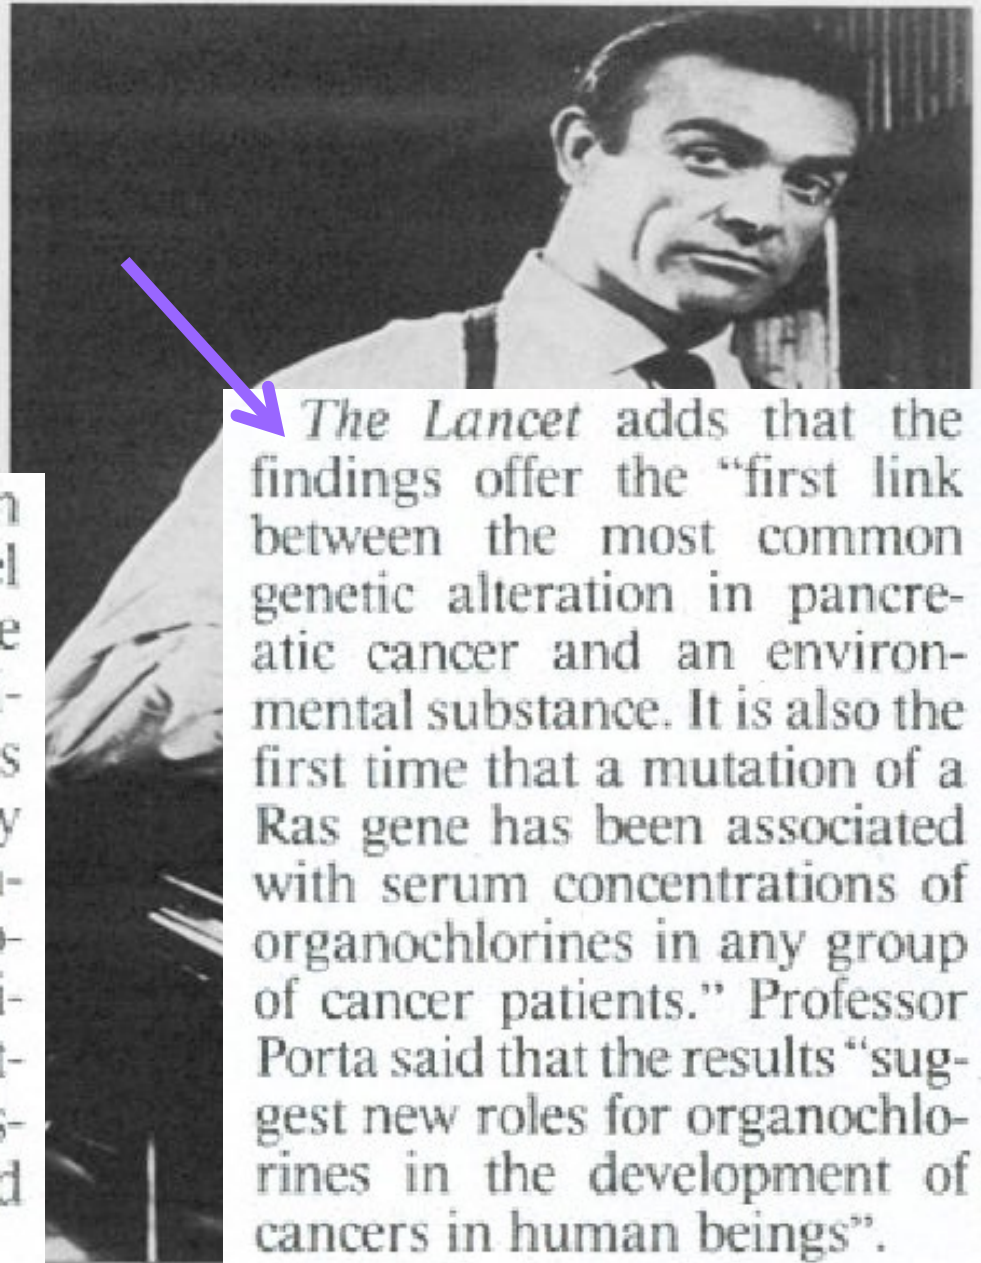 The Lancet adds that the
findings offer the “first link
between the most common
genetic alteration in pancre-
atic cancer and an environ-
mental substance. It is also the
first time that a mutation of a
Ras gene has been associated
with serum concentrations of
organochlorines in any group
of cancer patients.” Professor
Porta said that the results “sug-
gest new roles for organochlo-
rines in the development of
cancers in human beings”.